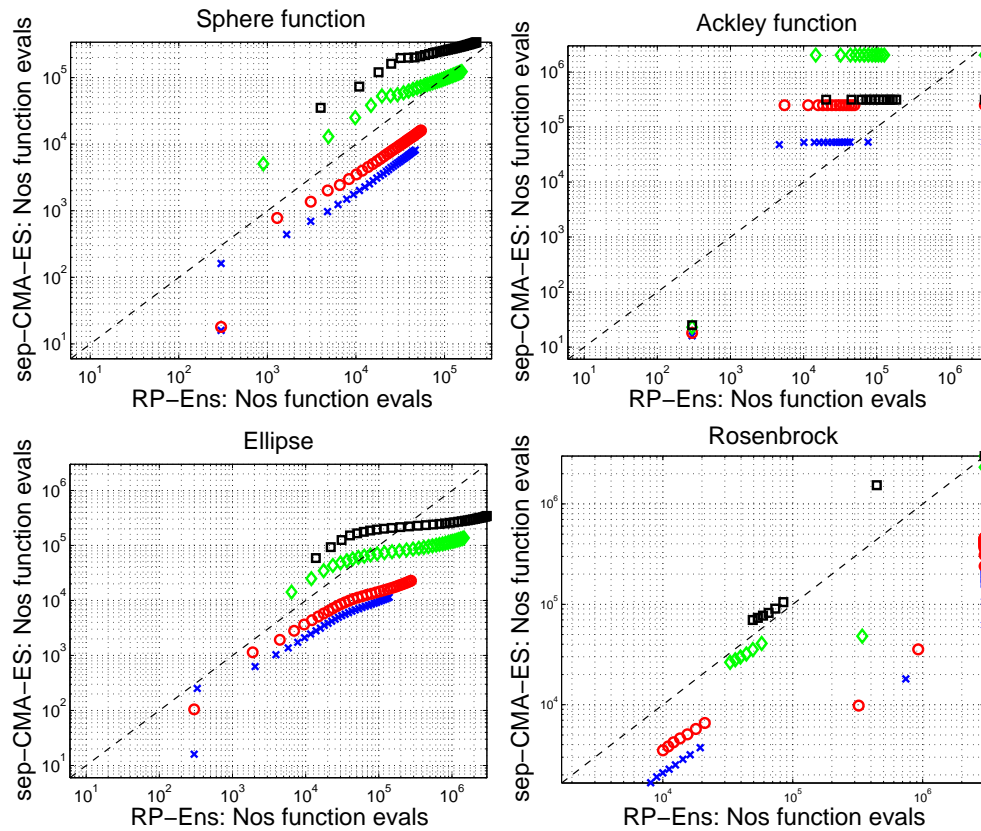 Sphere function
sep−CMA−ES: Nos function evals
10^5
10^4
10^3
10^2
10^1
10^1 10^2 10^3 10^4 10^5
RP−Ens: Nos function evals
Ackley function
sep−CMA−ES: Nos function evals
10^6
10^5
10^4
10^3
10^2
10^1
10^1 10^2 10^3 10^4 10^5 10^6
RP−Ens: Nos function evals
Ellipse
sep−CMA−ES: Nos function evals
10^6
10^5
10^4
10^3
10^2
10^1
10^1 10^2 10^3 10^4 10^5 10^6
RP−Ens: Nos function evals
Rosenbrock
sep−CMA−ES: Nos function evals
10^6
10^5
10^4
10^4 10^5 10^6
RP−Ens: Nos function evals